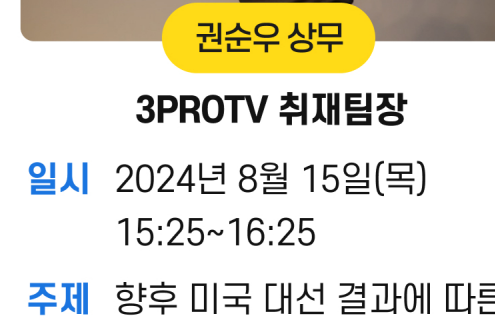 권순우 상무
3PROTV 취재팀장
일시 2024년 8월 15일(목)
15:25~16:25
주제 향후 미국 대선 결과에 따른